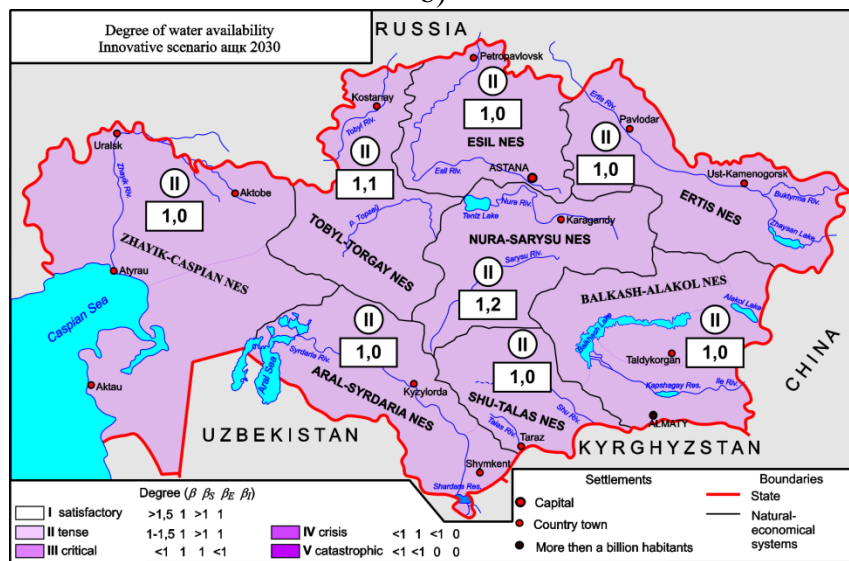 Degree of water availability
Innovative scenario ащк 2030
RUSSIA
Petropavlovsk
Kostanay
II
1,0
Tobyl Riv.
ESIL NES
Ertis Riv.
Pavlodar
II
1,0
Uralsk
II
1,1
Esil Riv.
ASTANA
Ust-Kamenogorsk
Zhayik Riv.
II
1,0
Aktobe
ERTIS NES
Buktyrma Riv.
Nura Riv.
Teniz Lake
Karagandy
Zhaysan Lake
TOBYL-TORGAY NES
NURA-SARYSU NES
ZHAYIK-CASPIAN NES
Sarysu Riv.
Atyrau
II
1,2
BALKASH-ALAKOL NES
Alakol Lake
Caspian Sea
II
1,0
Balkhash Lake
II
1,0
Taldykorgan
CHINA
Syrdaria Riv.
Aral Sea
II
1,0
Aktau
ARAL-SYRDARIA NES
Kyzylorda
Kapshagay Res.
Ile Riv.
SHU-TALAS NES
Shu Riv.
ALMATY
Talas Riv.
Taraz
UZBEKISTAN
KYRGHYZSTAN
Shymkent
Shardara Res.
Degree (β βS βE βI)
I satisfactory >1,5 1 >1 1
II tense 1-1,5 1 >1 1
III critical <1 1 1 <1
IV crisis <1 1 <1 0
V catastrophic <1 <1 0 0
Settlements
Capital
Country town
More then a billion habitants
Boundaries
State
Natural-
economical
systems